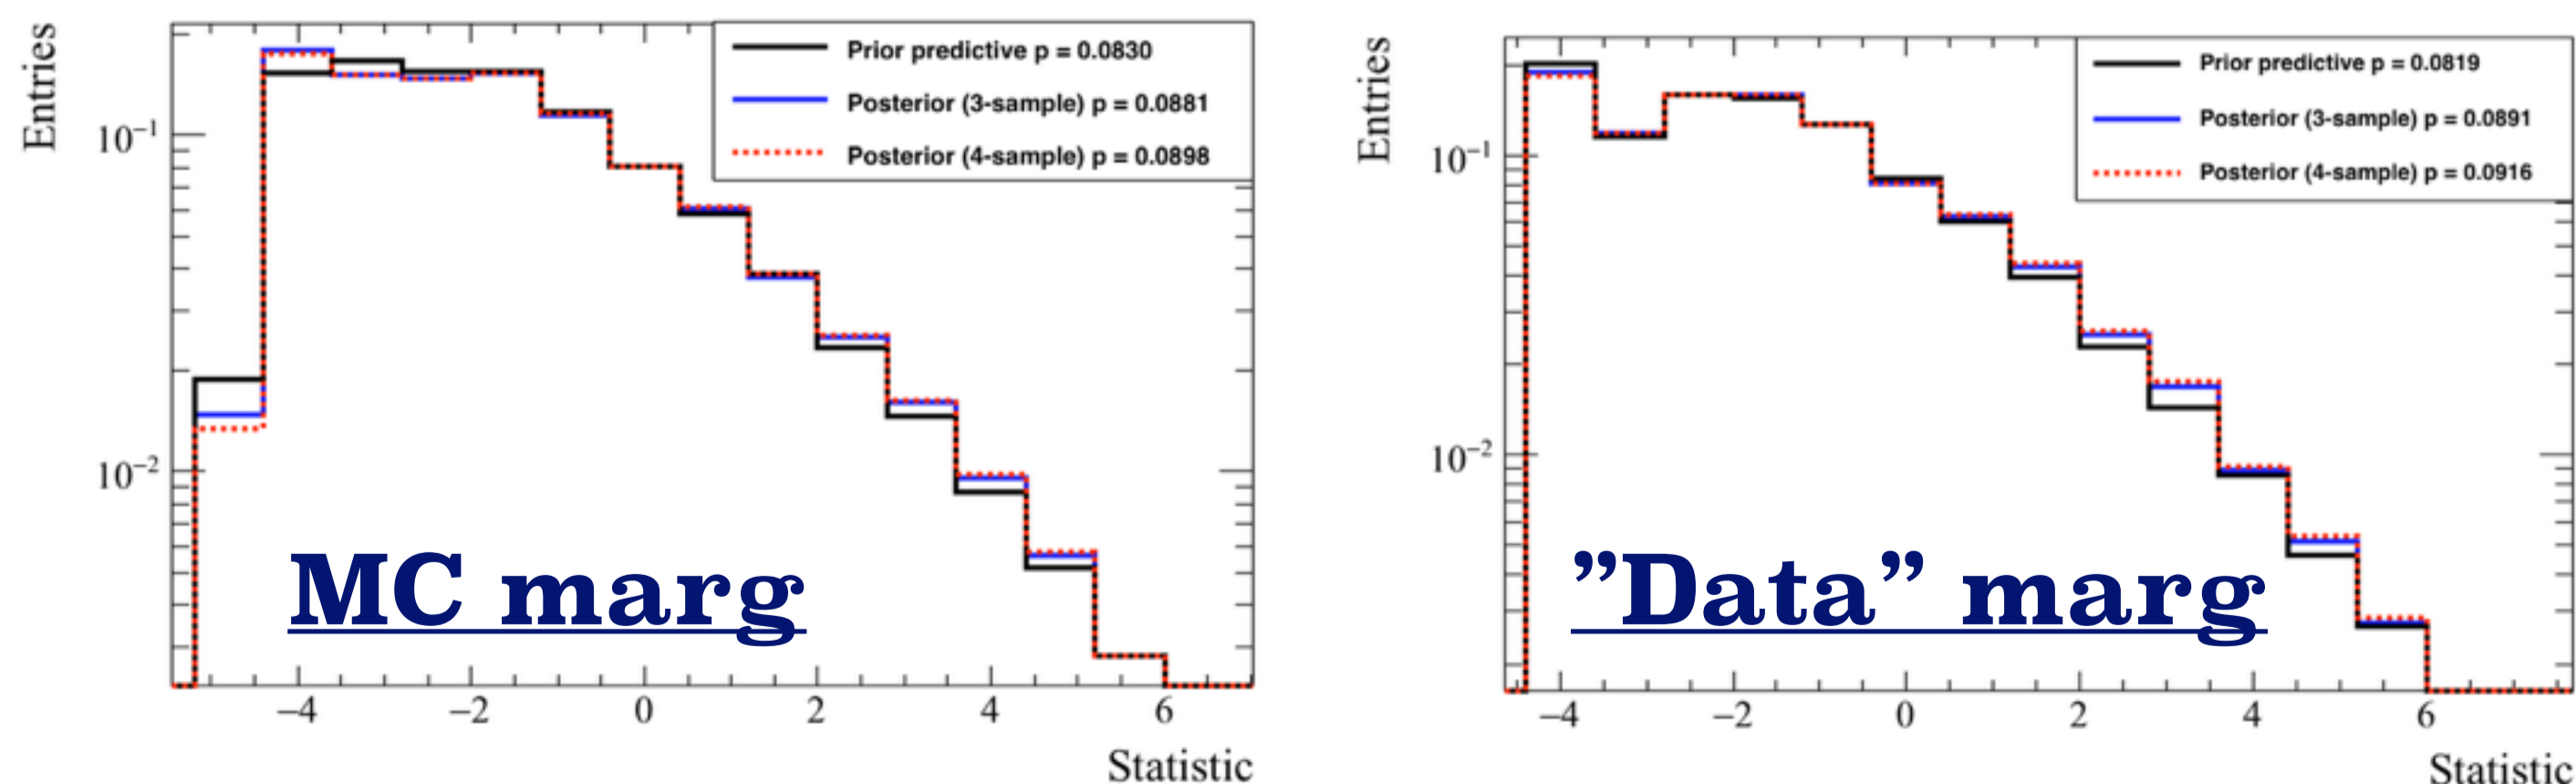 Entries
Prior predictive p = 0.0830
Posterior (3-sample) p = 0.0881
Posterior (4-sample) p = 0.0898
10⁻¹
10⁻²
MC marg
−4 −2 0 2 4 6
Statistic
Entries
Prior predictive p = 0.0819
Posterior (3-sample) p = 0.0891
Posterior (4-sample) p = 0.0916
10⁻¹
10⁻²
”Data” marg
−4 −2 0 2 4 6
Statistic